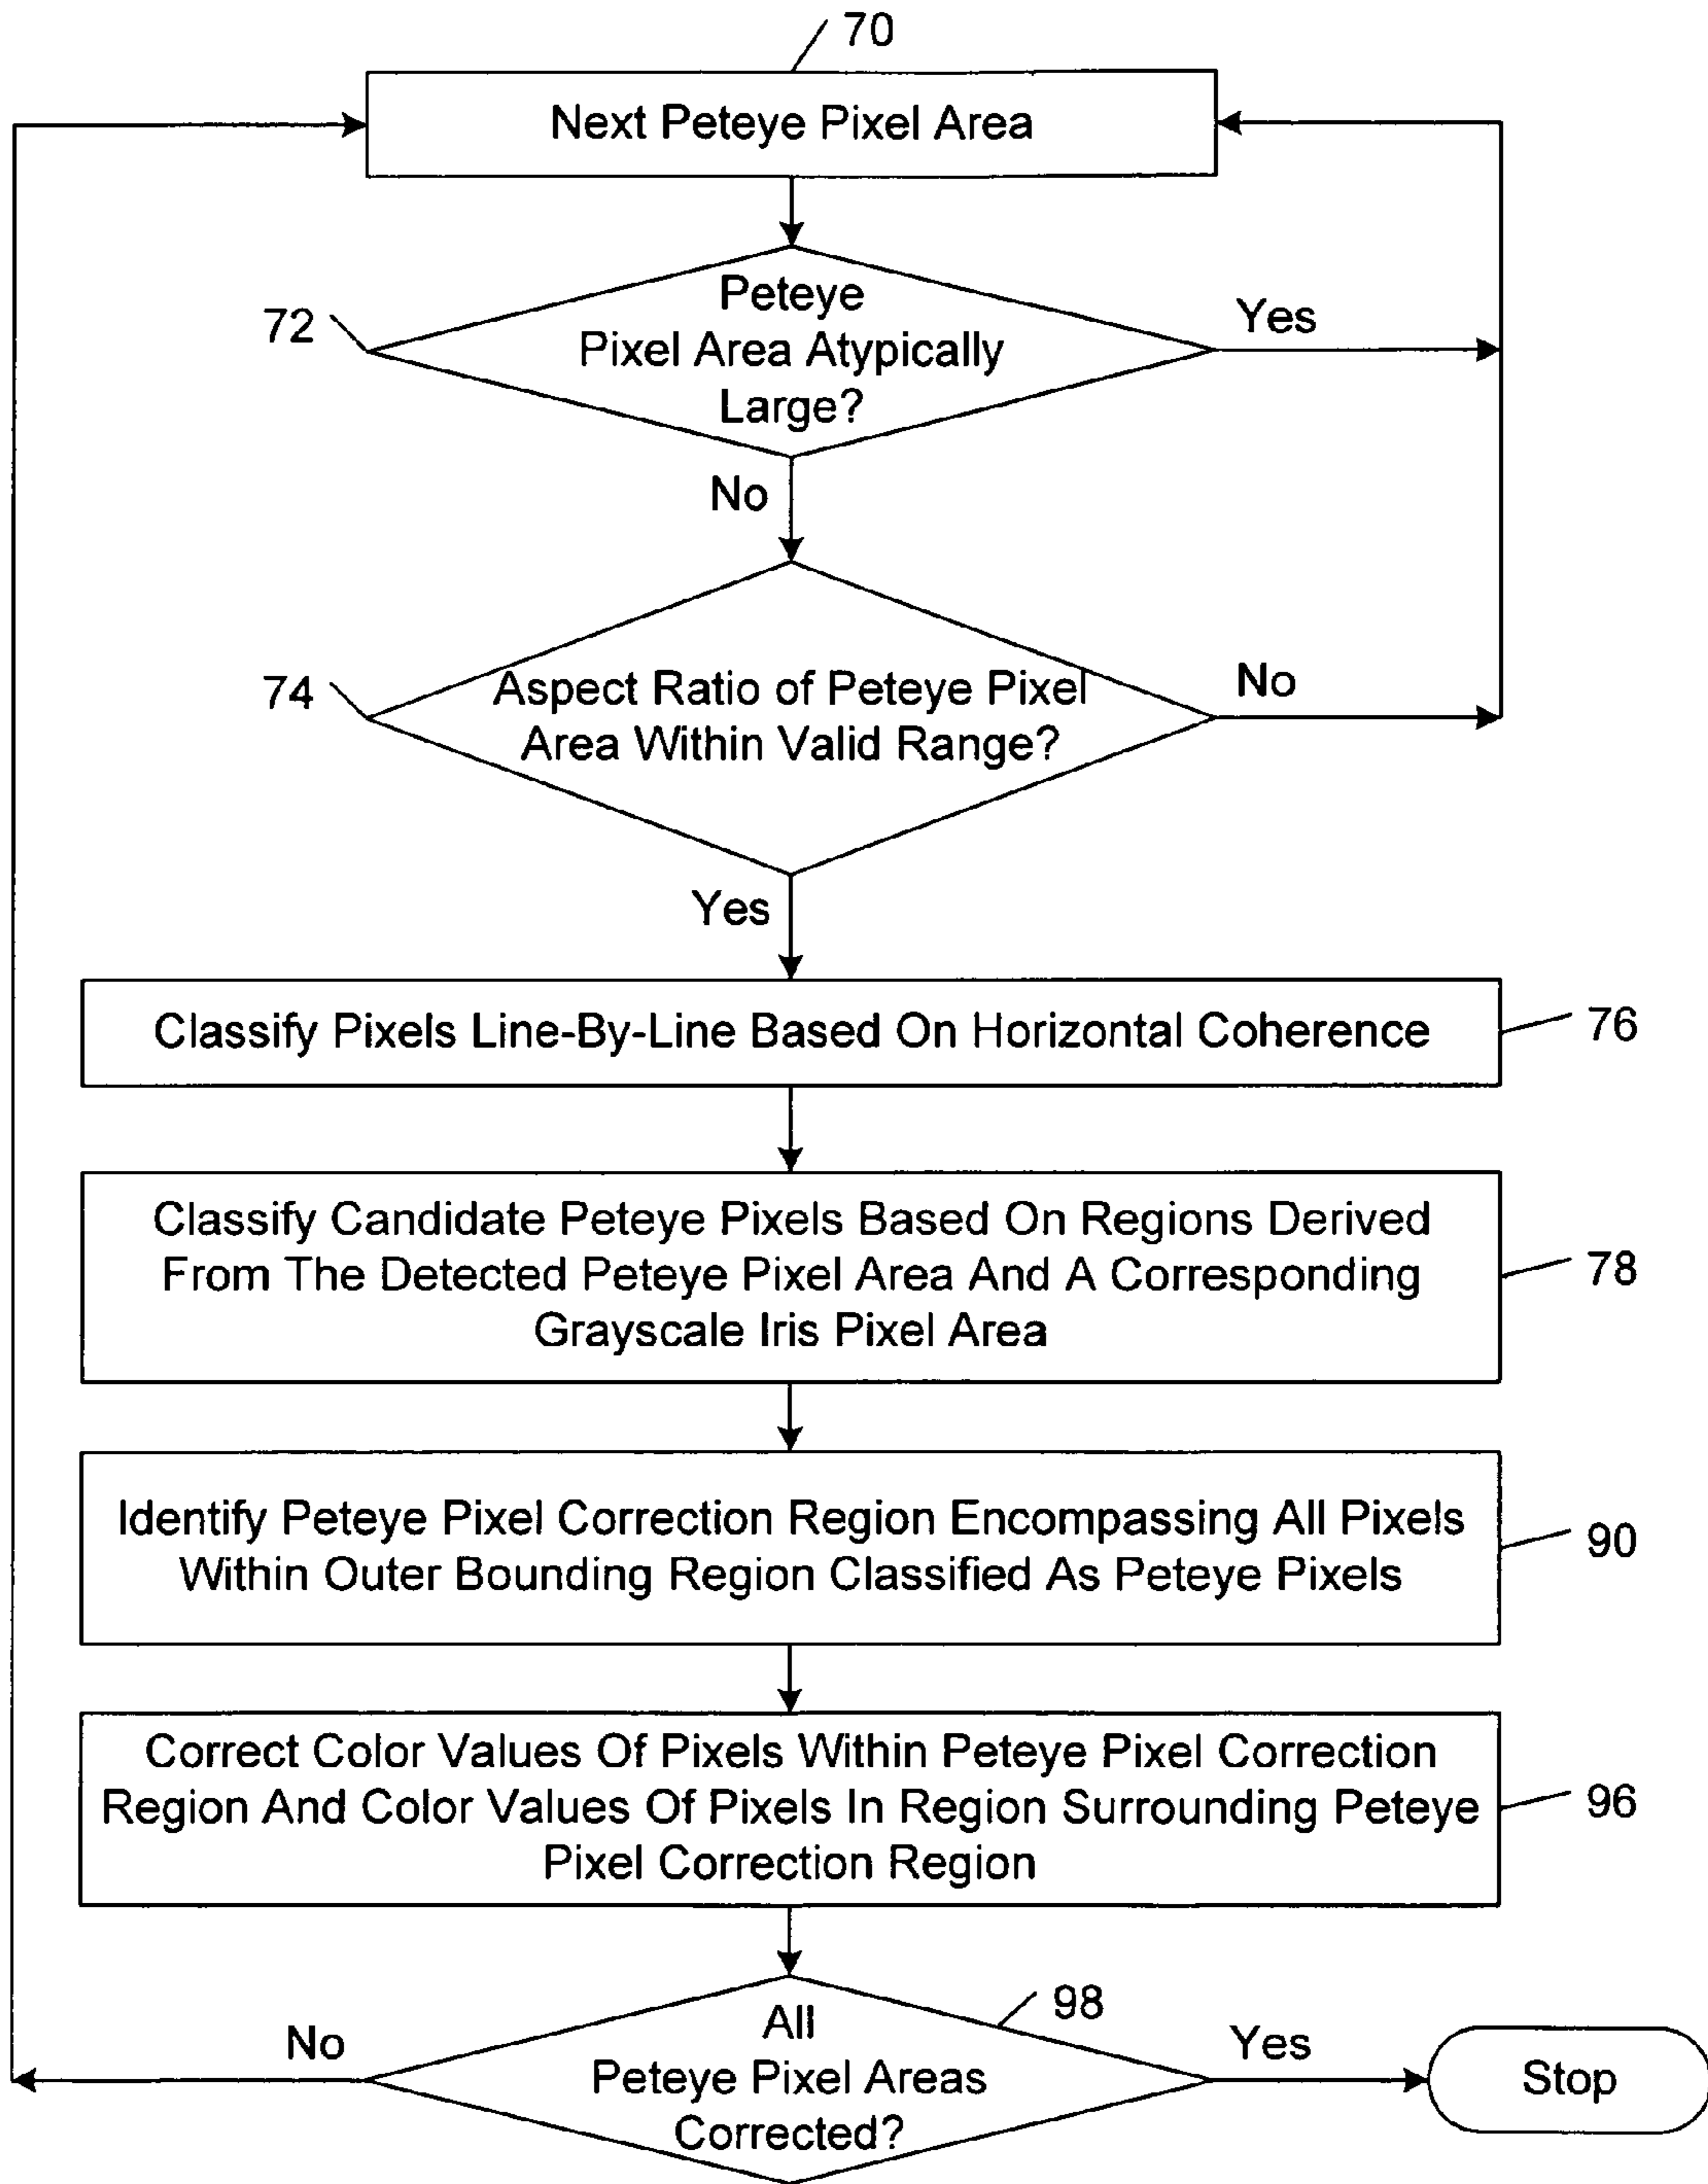 70
Next Peteye Pixel Area
72
Peteye
Pixel Area Atypically
Large?
Yes
No
74
Aspect Ratio of Peteye Pixel
Area Within Valid Range?
No
Yes
Classify Pixels Line-By-Line Based On Horizontal Coherence
76
Classify Candidate Peteye Pixels Based On Regions Derived
From The Detected Peteye Pixel Area And A Corresponding
Grayscale Iris Pixel Area
78
Identify Peteye Pixel Correction Region Encompassing All Pixels
Within Outer Bounding Region Classified As Peteye Pixels
90
Correct Color Values Of Pixels Within Peteye Pixel Correction
Region And Color Values Of Pixels In Region Surrounding Peteye
Pixel Correction Region
96
98
All
Peteye Pixel Areas
Corrected?
No
Yes
Stop